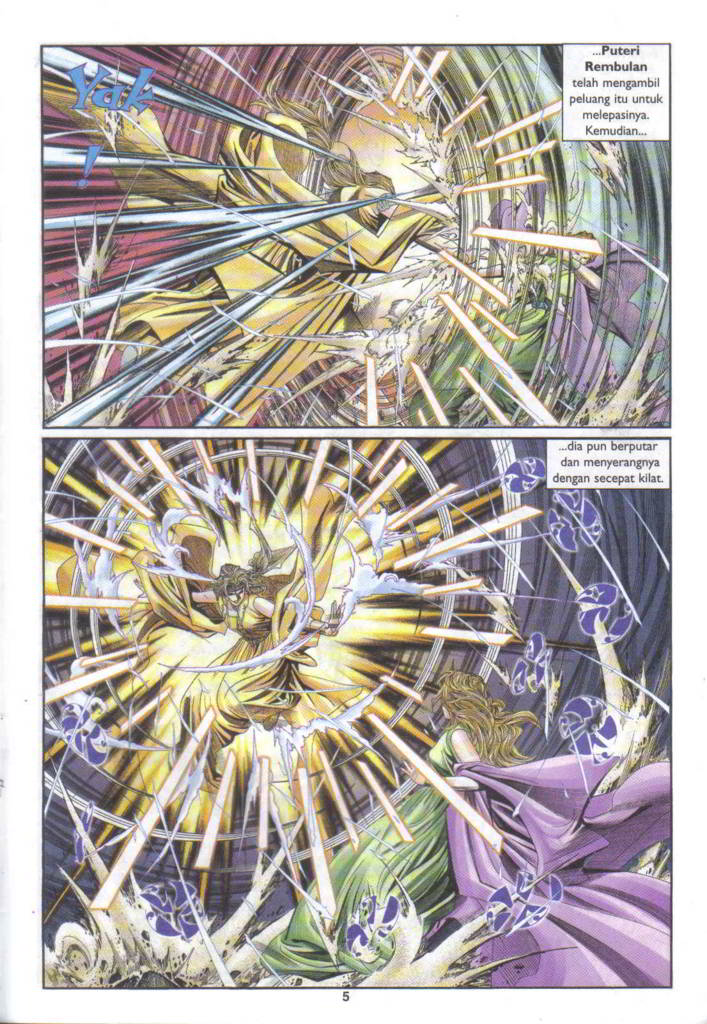 Yak
!
...Puteri
Rembulan
telah mengambil
peluang itu untuk
melepasinya.
Kemudian...
...dia pun berputar
dan menyerangnya
dengan secepat kilat.
5